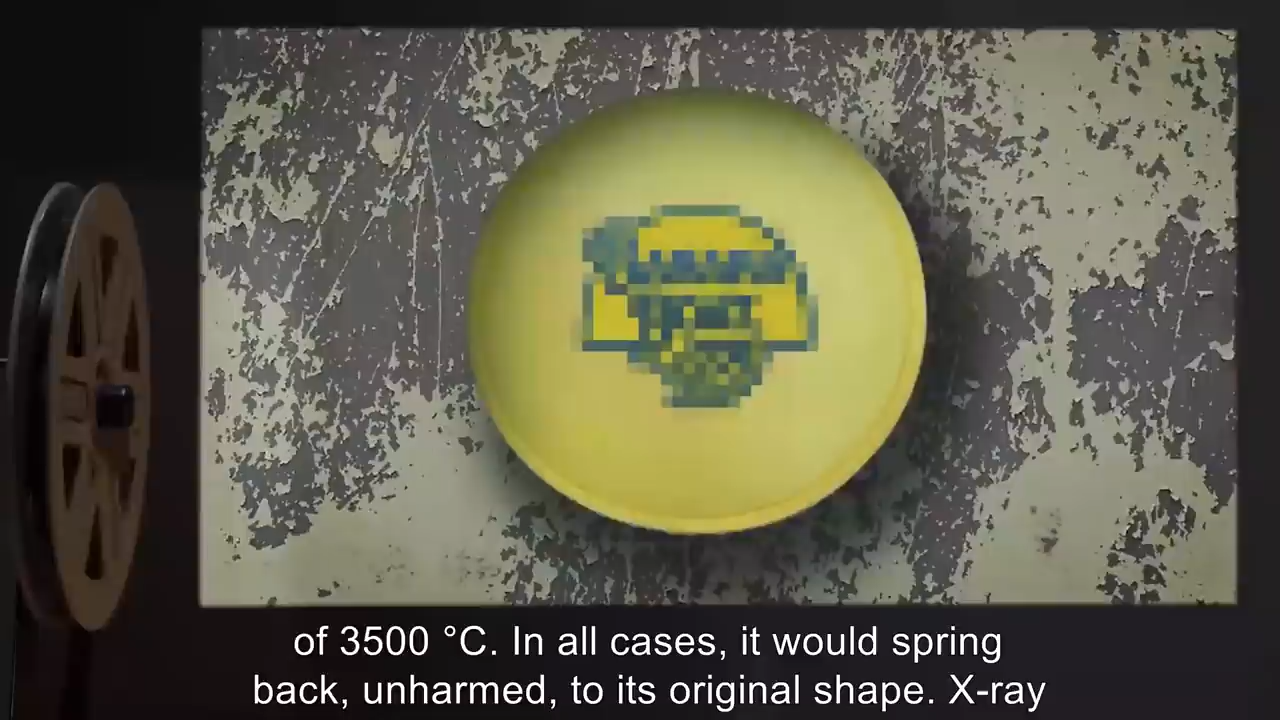 of 3500 °C. In all cases, it would spring
back, unharmed, to its original shape. X-ray